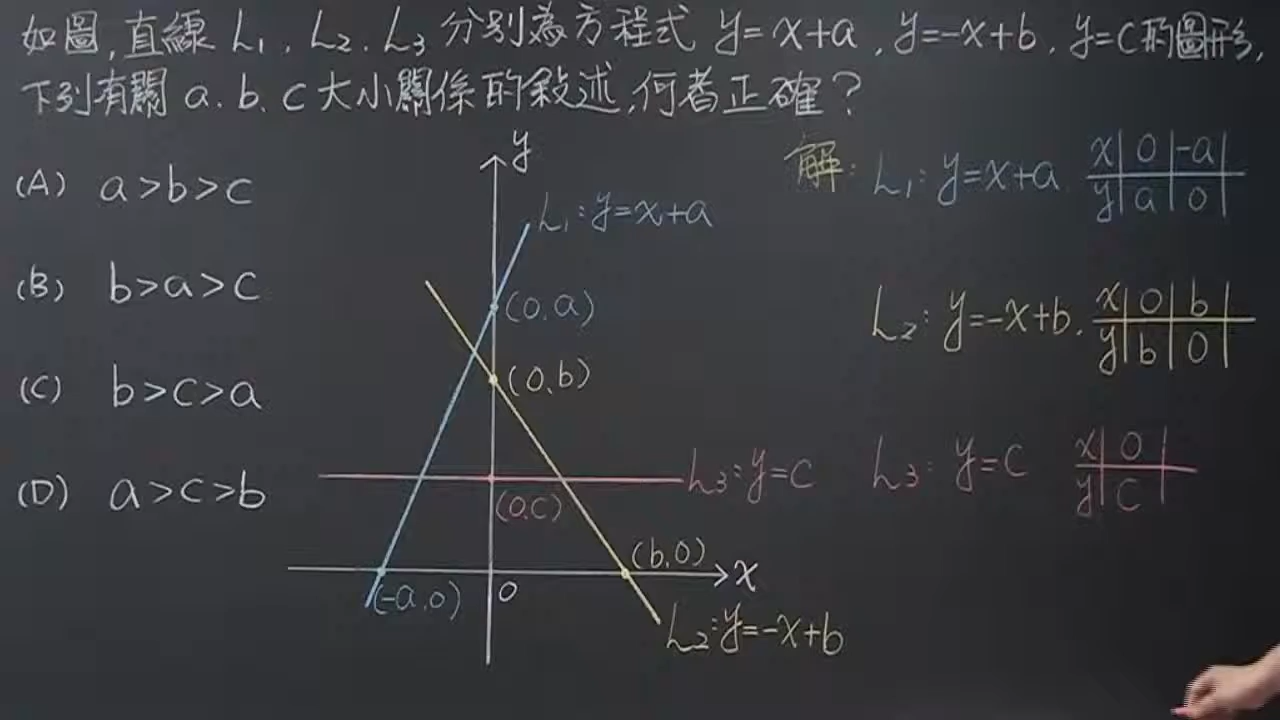 如圖,直線 L1、L2、L3 分別為方程式 y=x+a,y=-x+b,y=c的圖形,
下列有關 a、b、c 大小關係的敘述,何者正確?
(A) a>b>c
(B) b>a>c
(C) b>c>a
(D) a>c>b
y
L1:y=x+a
(0,a)
(0,b)
L3:y=c
(0,c)
(b,0)
x
(-a,0)
0
L2:y=-x+b
解: L1: y=x+a. x|0|-a|
y|a|0|
L2: y=-x+b. x|0|b|
y|b|0|
L3: y=c x|0|
y|c|